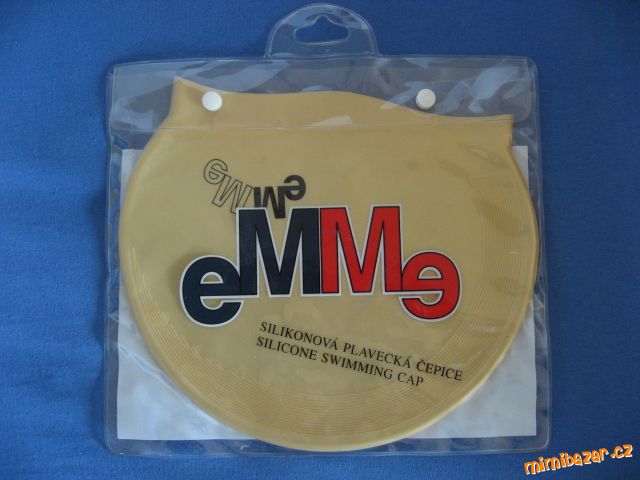 eMMe
eMMe
SILIKONOVÁ PLAVECKÁ ČEPICE
SILICONE SWIMMING CAP
mimibazar.cz